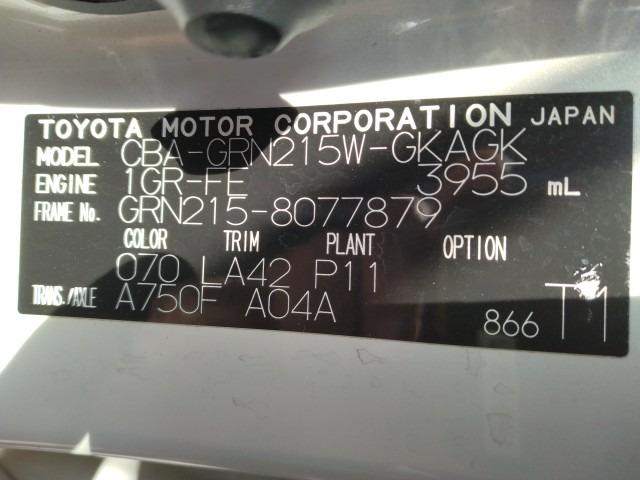 TOYOTA MOTOR CORPORATION JAPAN
MODEL CBA-GRN215W-GKAGK
ENGINE 1GR-FE 3955 mL
FRAME No. GRN215-8077879
COLOR TRIM PLANT OPTION
070 LA42 P11
TRANS./AXLE A750F A04A
866 T1